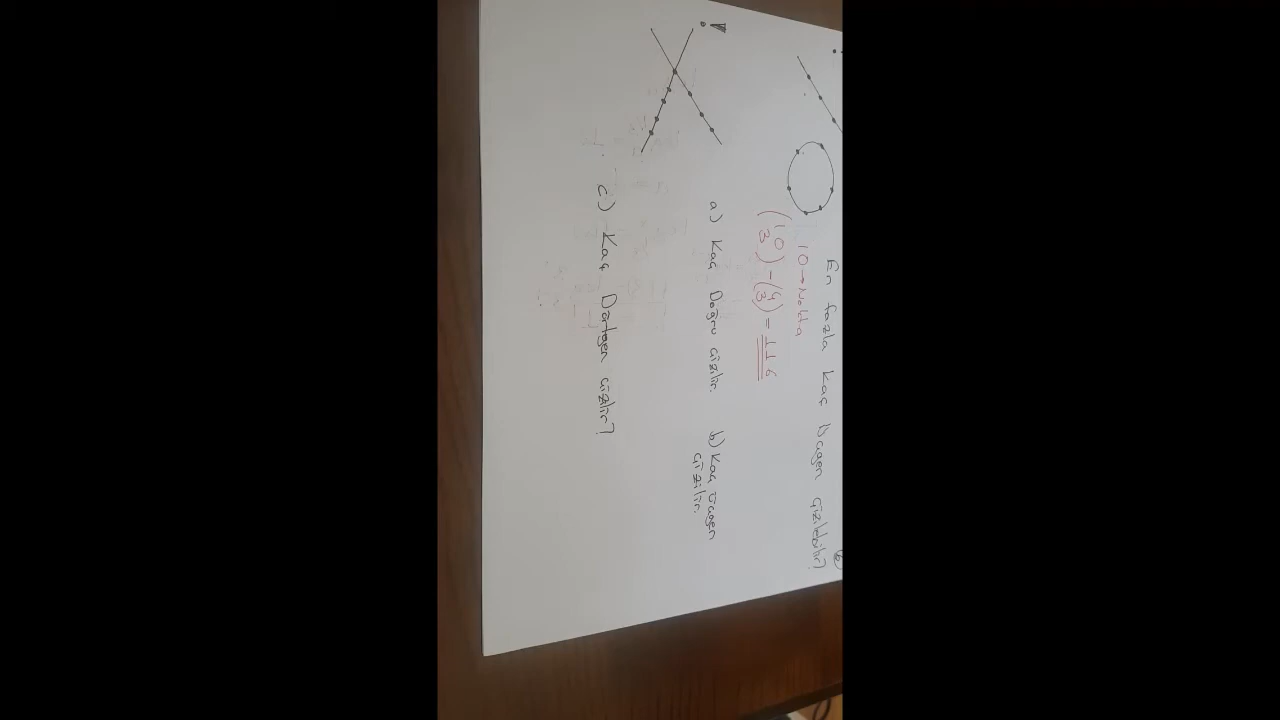 En fazla kaç Üçgen çizilebilir?
10 → Nokta
(10 3) - (4 3) = 116
a) Kaç Doğru çizilir.
b) Kaç Üçgen
çizilir.
c) Kaç Dörtgen çizilir?